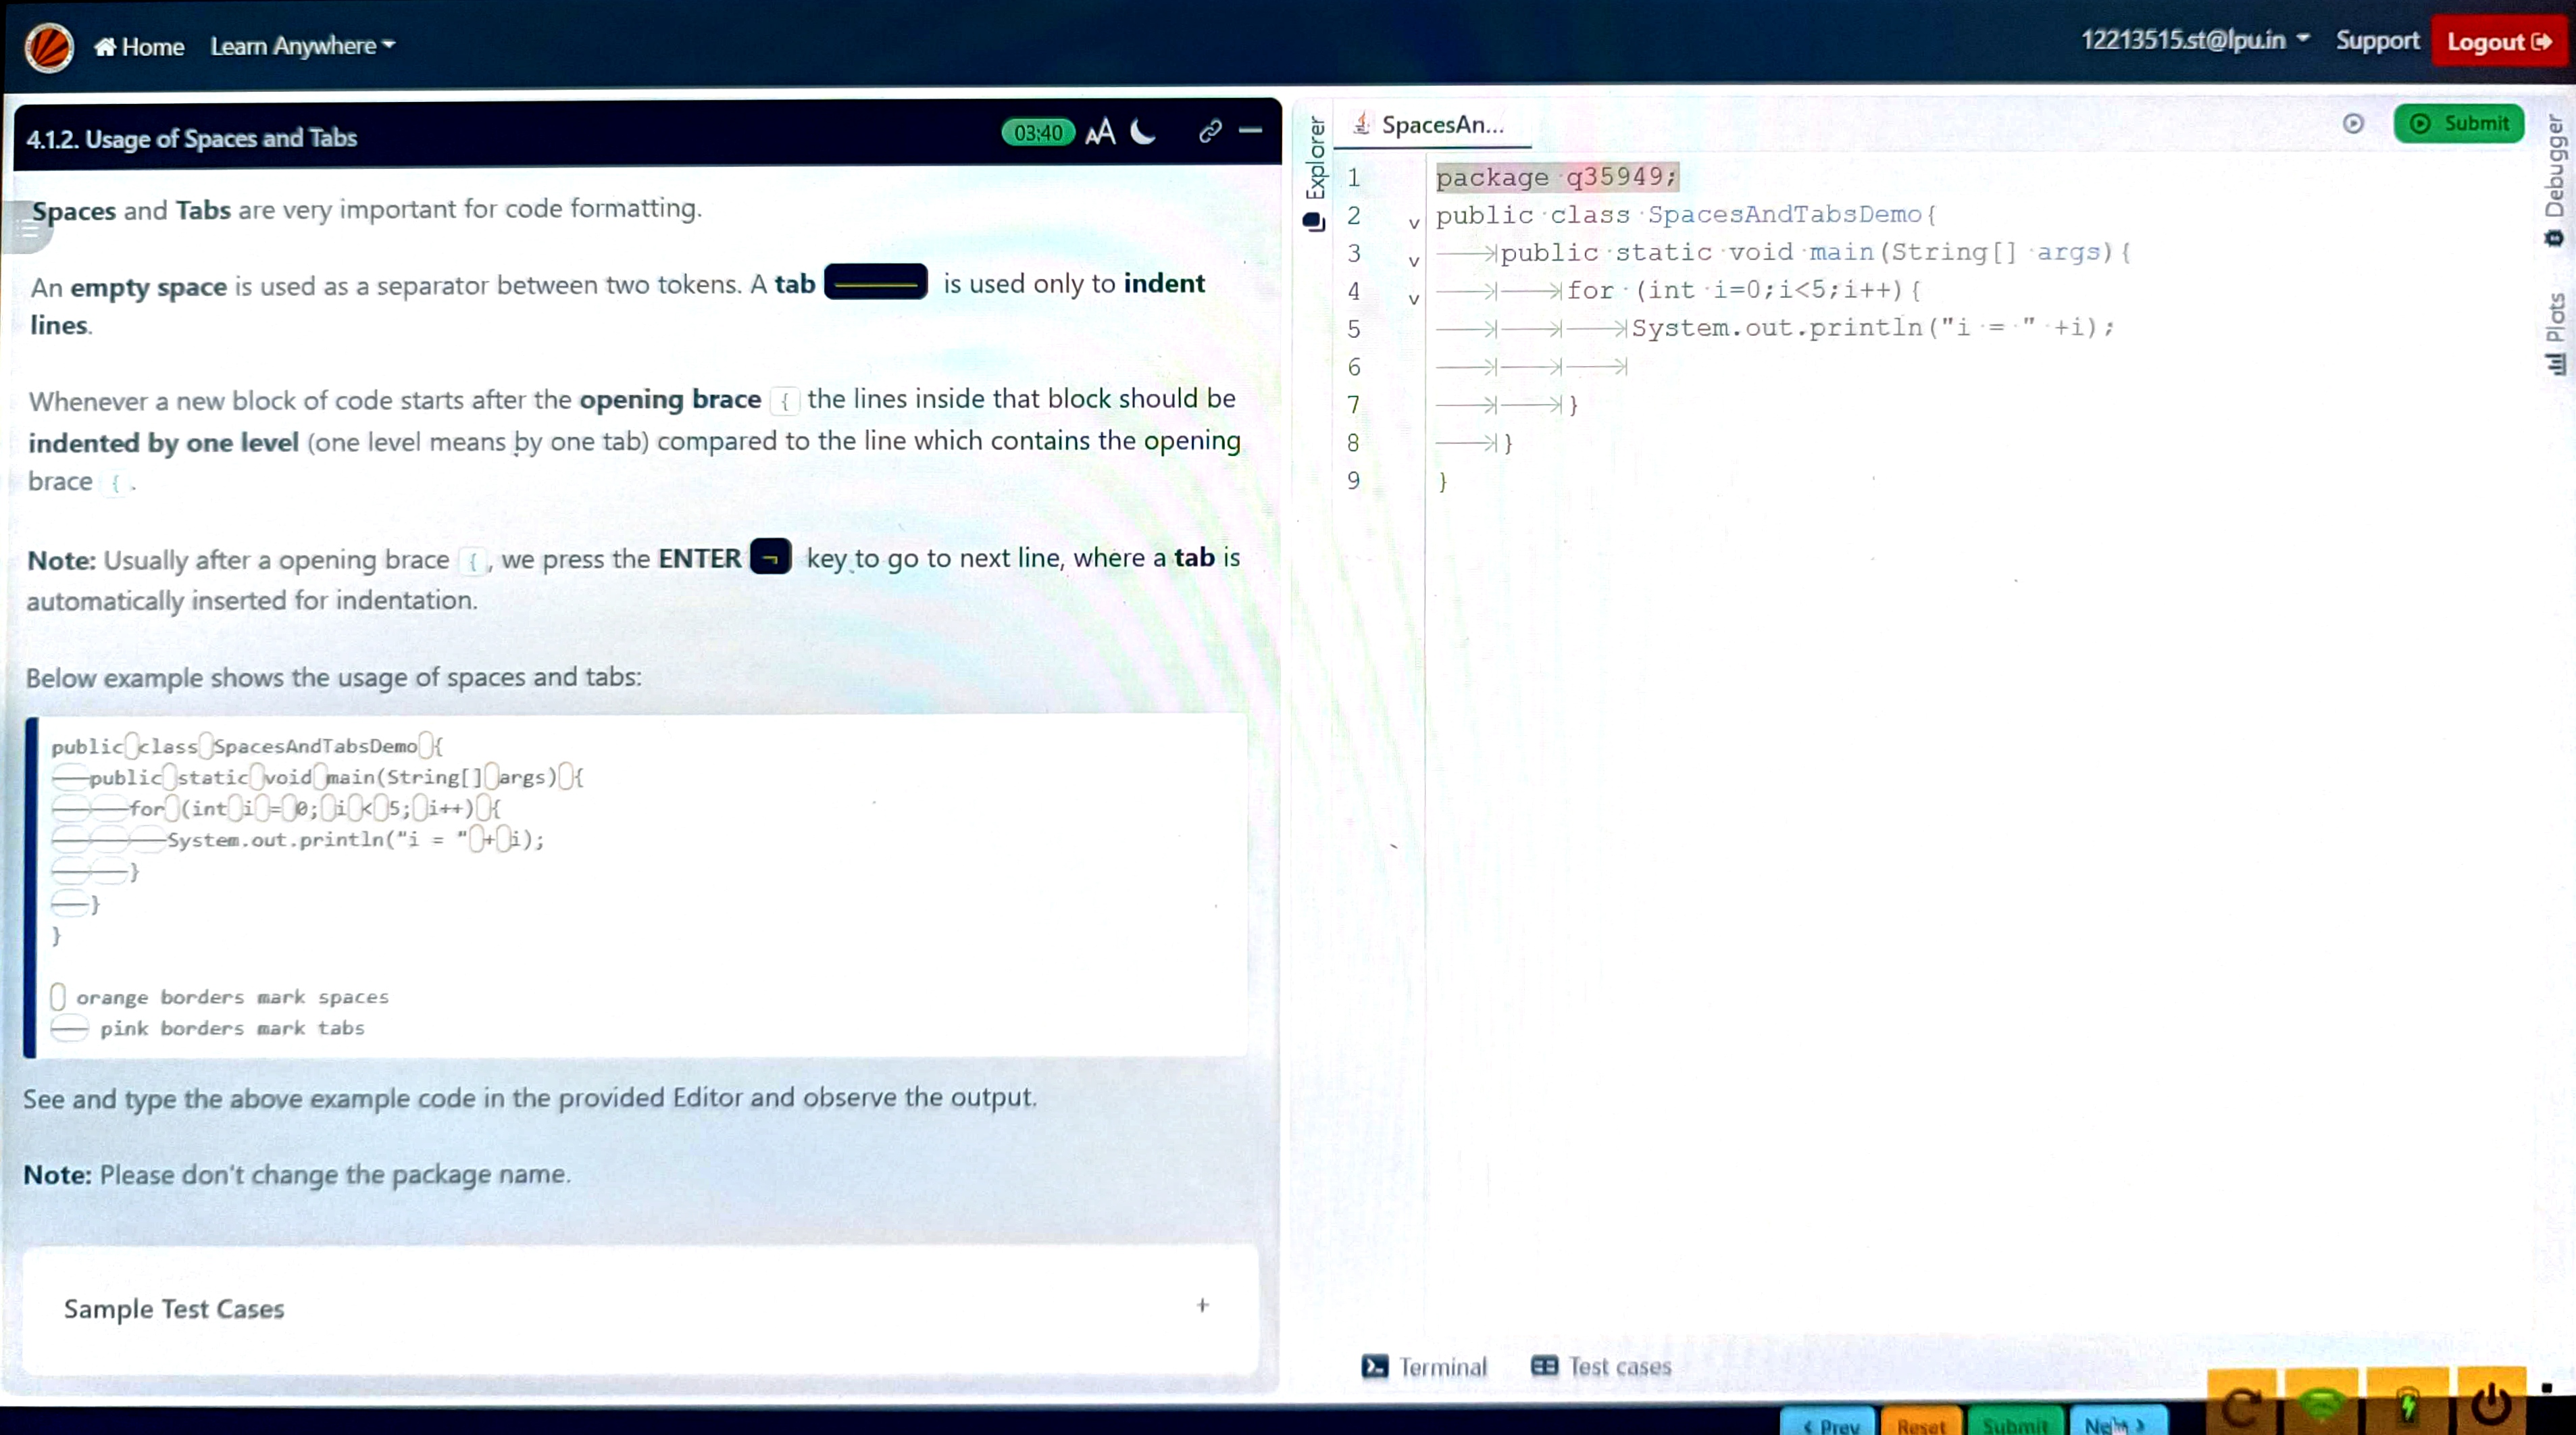 Home Learn Anywhere
12213515.st@lpu.in Support Logout
4.1.2. Usage of Spaces and Tabs
03:40 AA
Spaces and Tabs are very important for code formatting.
An empty space is used as a separator between two tokens. A tab is used only to indent
lines.
Whenever a new block of code starts after the opening brace { the lines inside that block should be
indented by one level (one level means by one tab) compared to the line which contains the opening
brace { .
Note: Usually after a opening brace { , we press the ENTER ¬ key to go to next line, where a tab is
automatically inserted for indentation.
Below example shows the usage of spaces and tabs:
public class SpacesAndTabsDemo {
public static void main(String[] args) {
for (int i = 0; i < 5; i++) {
System.out.println("i = " + i);
}
}
}
orange borders mark spaces
pink borders mark tabs
See and type the above example code in the provided Editor and observe the output.
Note: Please don't change the package name.
Sample Test Cases +
Explorer
SpacesAn...
Submit
1 package q35949;
2 public class SpacesAndTabsDemo{
3 public static void main(String[] args){
4 for (int i=0;i<5;i++){
5 System.out.println("i = " +i);
6
7 }
8 }
9 }
Debugger
Plots
Terminal Test cases
< Prev Reset Submit Next >